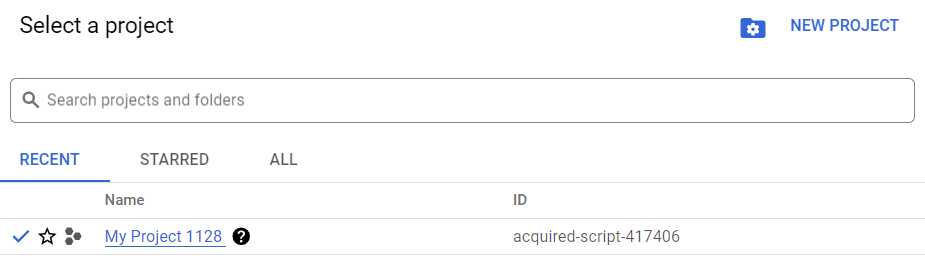 Select a project
NEW PROJECT
Search projects and folders
RECENT STARRED ALL
Name ID
My Project 1128 acquired-script-417406